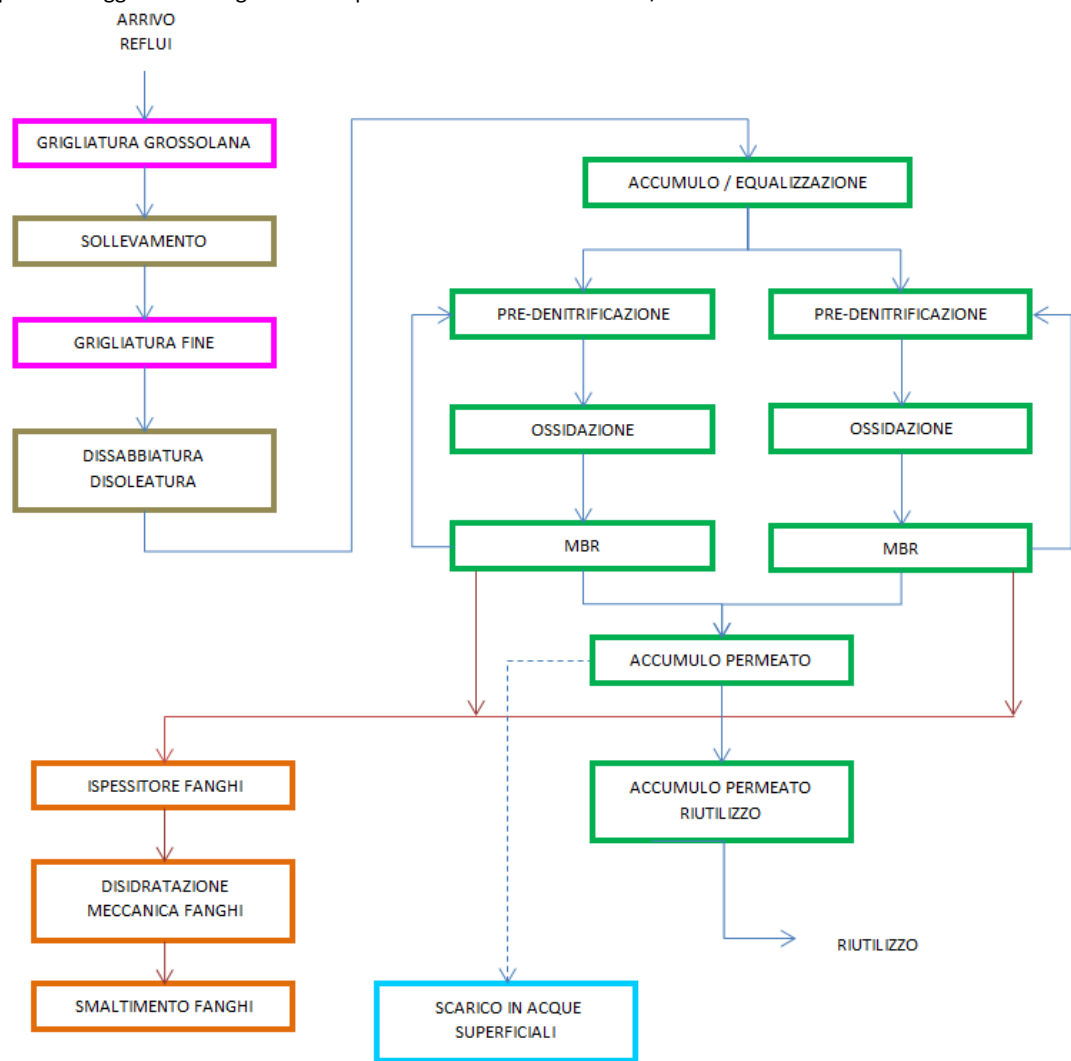 ARRIVO
REFLUI
GRIGLIATURA GROSSOLANA
SOLLEVAMENTO
GRIGLIATURA FINE
DISSABBIATURA
DISOLEATURA
ACCUMULO / EQUALIZZAZIONE
PRE-DENITRIFICAZIONE
PRE-DENITRIFICAZIONE
OSSIDAZIONE
OSSIDAZIONE
MBR
MBR
ACCUMULO PERMEATO
ISPESSITORE FANGHI
ACCUMULO PERMEATO
RIUTILIZZO
DISIDRATAZIONE
MECCANICA FANGHI
RIUTILIZZO
SMALTIMENTO FANGHI
SCARICO IN ACQUE
SUPERFICIALI